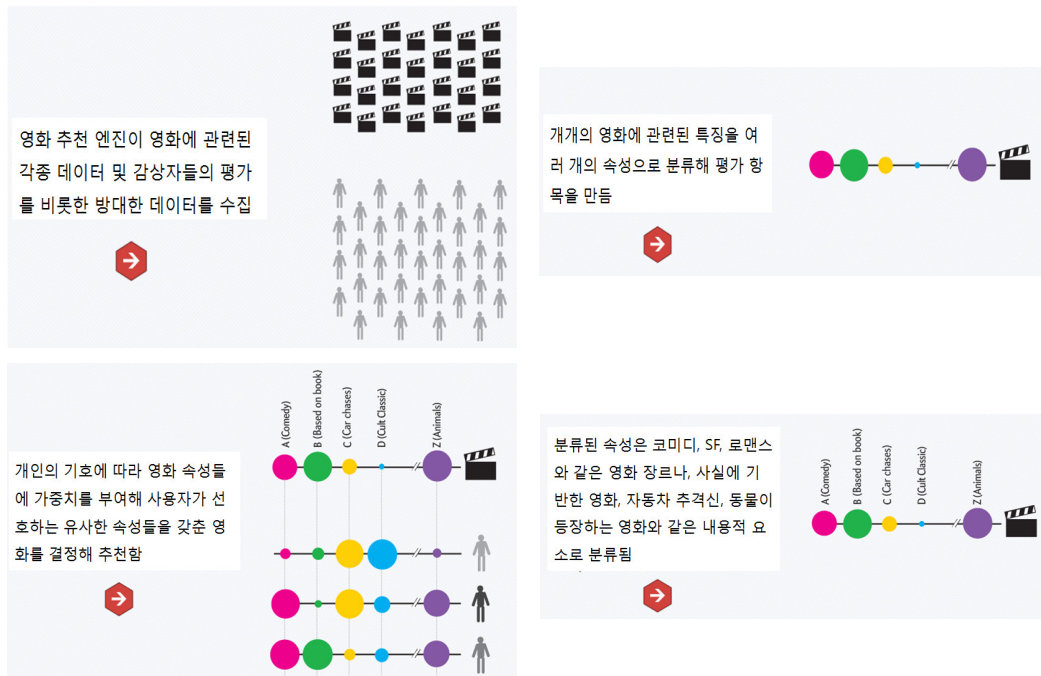 영화 추천 엔진이 영화에 관련된
각종 데이터 및 감상자들의 평가
를 비롯한 방대한 데이터를 수집
개개의 영화에 관련된 특징을 여
러 개의 속성으로 분류해 평가 항
목을 만듬
A (Comedy)
B (Based on book)
C (Car chases)
D (Cult Classic)
Z (Animals)
개인의 기호에 따라 영화 속성들
에 가중치를 부여해 사용자가 선
호하는 유사한 속성들을 갖춘 영
화를 결정해 추천함
분류된 속성은 코미디, SF, 로맨스
와 같은 영화 장르나, 사실에 기
반한 영화, 자동차 추격신, 동물이
등장하는 영화와 같은 내용적 요
소로 분류됨
A (Comedy)
B (Based on book)
C (Car chases)
D (Cult Classic)
Z (Animals)